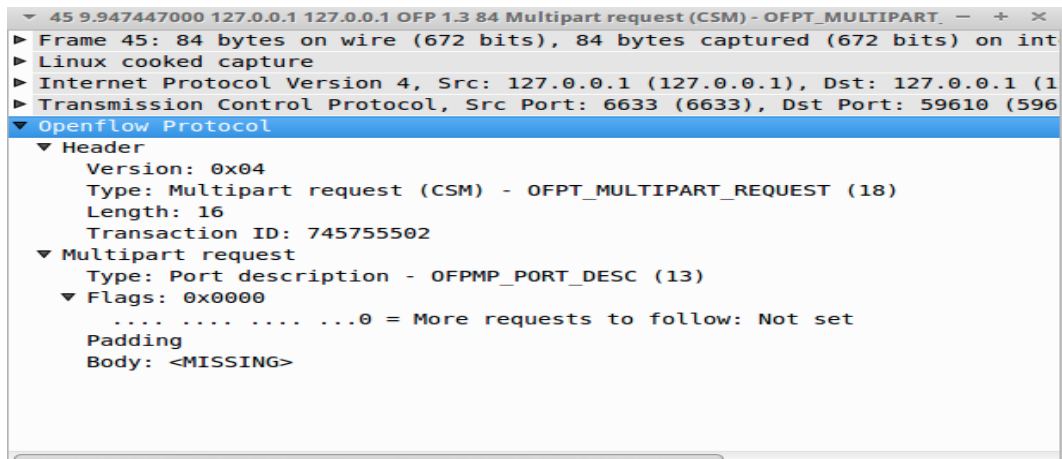 45 9.947447000 127.0.0.1 127.0.0.1 OFP 1.3 84 Multipart request (CSM) - OFPT_MULTIPART_
Frame 45: 84 bytes on wire (672 bits), 84 bytes captured (672 bits) on int
Linux cooked capture
Internet Protocol Version 4, Src: 127.0.0.1 (127.0.0.1), Dst: 127.0.0.1 (1
Transmission Control Protocol, Src Port: 6633 (6633), Dst Port: 59610 (596
Openflow Protocol
Header
Version: 0x04
Type: Multipart request (CSM) - OFPT_MULTIPART_REQUEST (18)
Length: 16
Transaction ID: 745755502
Multipart request
Type: Port description - OFPMP_PORT_DESC (13)
Flags: 0x0000
.... .... .... ...0 = More requests to follow: Not set
Padding
Body: <MISSING>